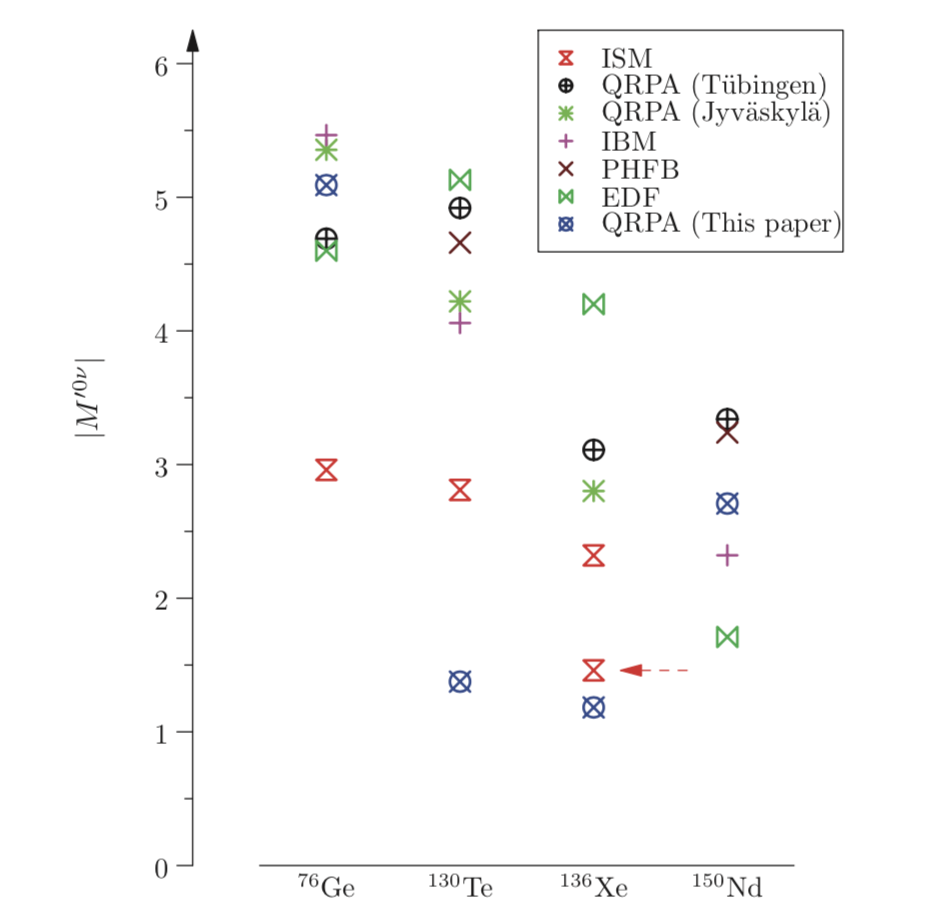 6
5
4
3
2
1
0
|M′⁰ᵛ|
ISM
QRPA (Tübingen)
QRPA (Jyväskylä)
IBM
PHFB
EDF
QRPA (This paper)
⁷⁶Ge ¹³⁰Te ¹³⁶Xe ¹⁵⁰Nd